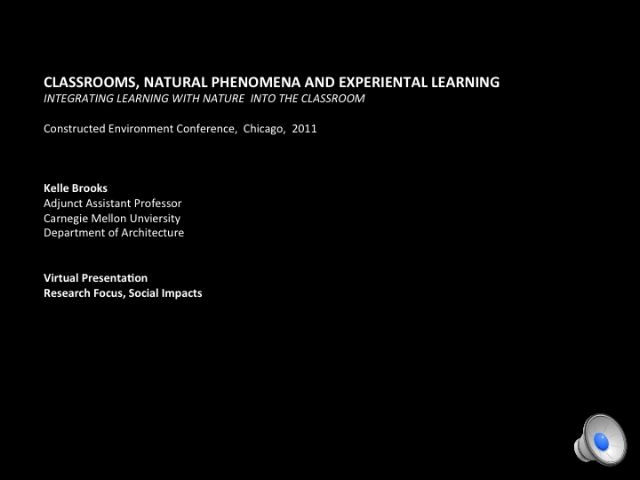 CLASSROOMS, NATURAL PHENOMENA AND EXPERIENTAL LEARNING
INTEGRATING LEARNING WITH NATURE INTO THE CLASSROOM
Constructed Environment Conference, Chicago, 2011
Kelle Brooks
Adjunct Assistant Professor
Carnegie Mellon Unviersity
Department of Architecture
Virtual Presentation
Research Focus, Social Impacts